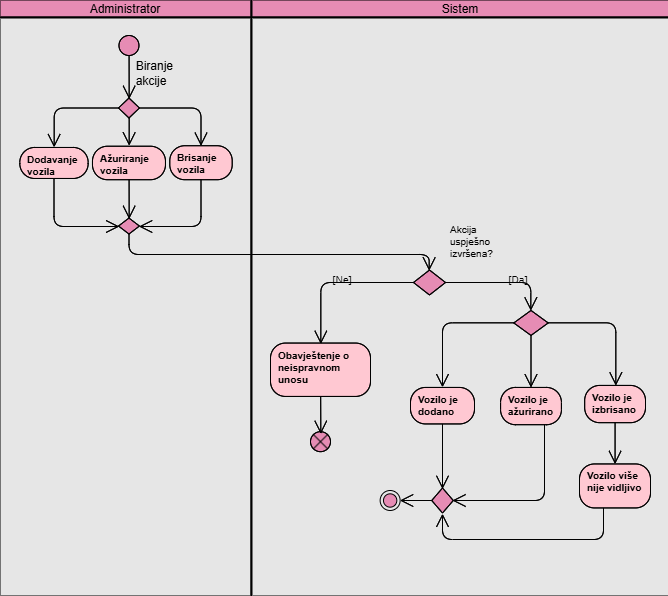 Administrator
Sistem
Biranje
akcije
Dodavanje
vozila
Ažuriranje
vozila
Brisanje
vozila
Akcija
uspješno
izvršena?
[Ne]
[Da]
Obavještenje o
neispravnom
unosu
Vozilo je
dodano
Vozilo je
ažurirano
Vozilo je
izbrisano
Vozilo više
nije vidljivo